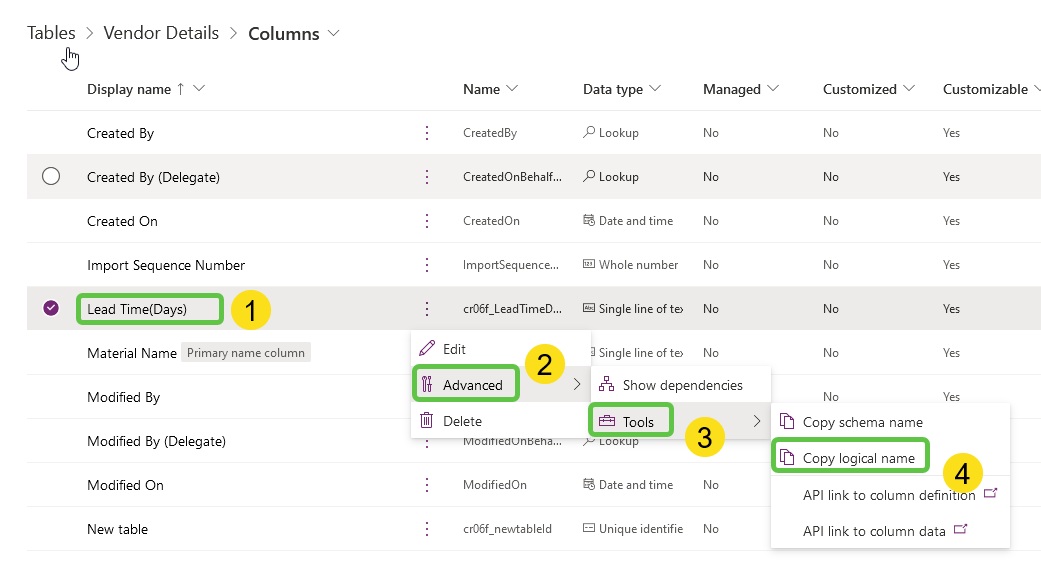 Tables > Vendor Details > Columns
Display name ↑ Name Data type Managed Customized Customizable
Created By CreatedBy Lookup No No Yes
Created By (Delegate) CreatedOnBehalf... Lookup No No Yes
Created On CreatedOn Date and time No No Yes
Import Sequence Number ImportSequence... Whole number No No Yes
Lead Time(Days) 1 cr06f_LeadTimeD... Abc Single line of tex No No Yes
Material Name Primary name column Single line of tex No No Yes
Edit 2
Modified By No Yes
Advanced > Show dependencies
Delete Tools > 3 Copy schema name
Modified By (Delegate) ModifiedOnBeha... Lookup
Copy logical name 4
Modified On ModifiedOn Date and time No
API link to column definition
New table cr06f_newtableId Unique identifie No
API link to column data